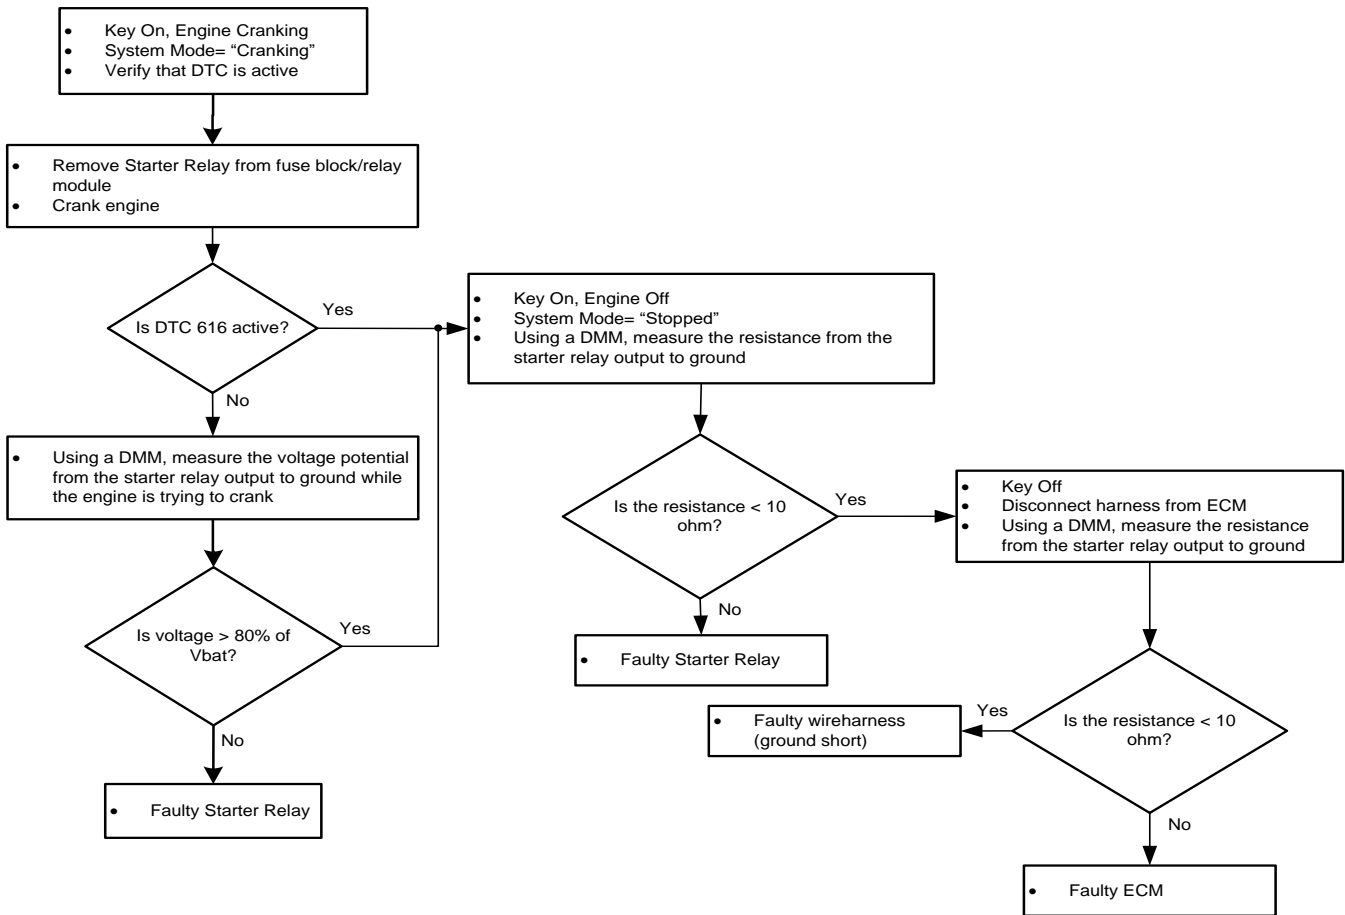 • Key On, Engine Cranking
• System Mode= “Cranking”
• Verify that DTC is active
• Remove Starter Relay from fuse block/relay
module
• Crank engine
Is DTC 616 active?
Yes
No
• Using a DMM, measure the voltage potential
from the starter relay output to ground while
the engine is trying to crank
Is voltage > 80% of
Vbat?
Yes
No
• Faulty Starter Relay
• Key On, Engine Off
• System Mode= “Stopped”
• Using a DMM, measure the resistance from the
starter relay output to ground
Is the resistance < 10
ohm?
Yes
No
• Faulty Starter Relay
• Key Off
• Disconnect harness from ECM
• Using a DMM, measure the resistance
from the starter relay output to ground
Is the resistance < 10
ohm?
Yes
• Faulty wireharness
(ground short)
No
• Faulty ECM